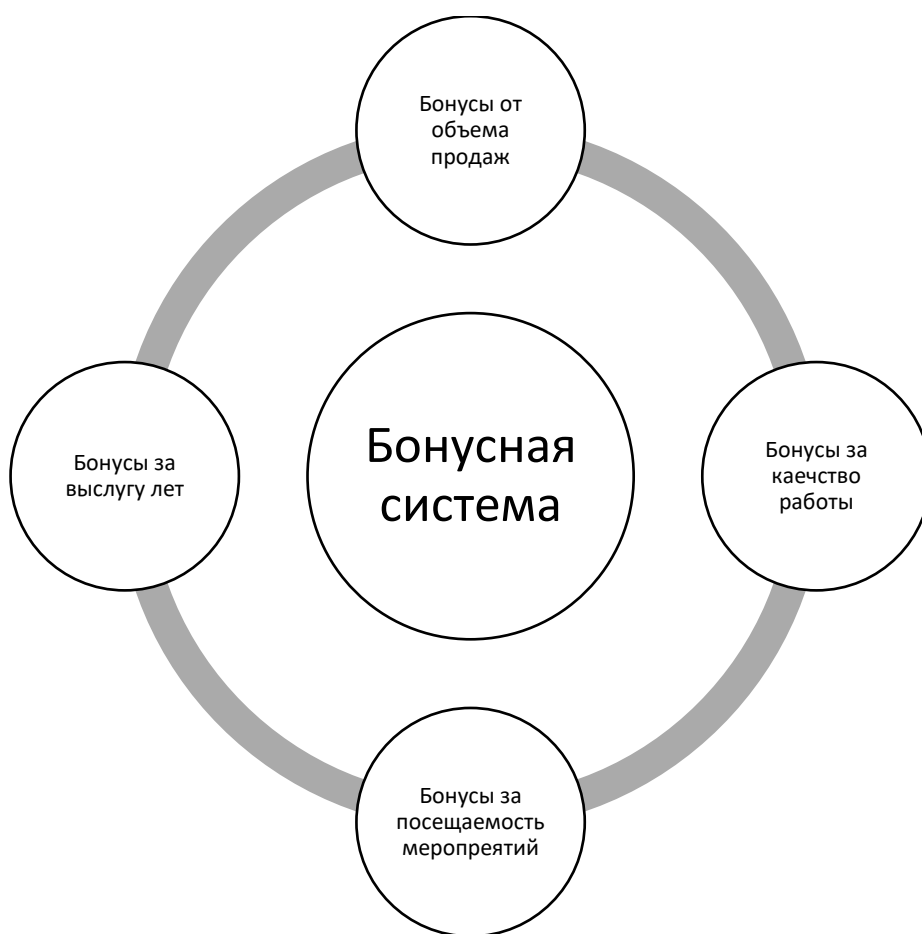 Бонусы от
объема
продаж
Бонусная
система
Бонусы за
выслугу лет
Бонусы за
каечство
работы
Бонусы за
посещаемость
меропреятий